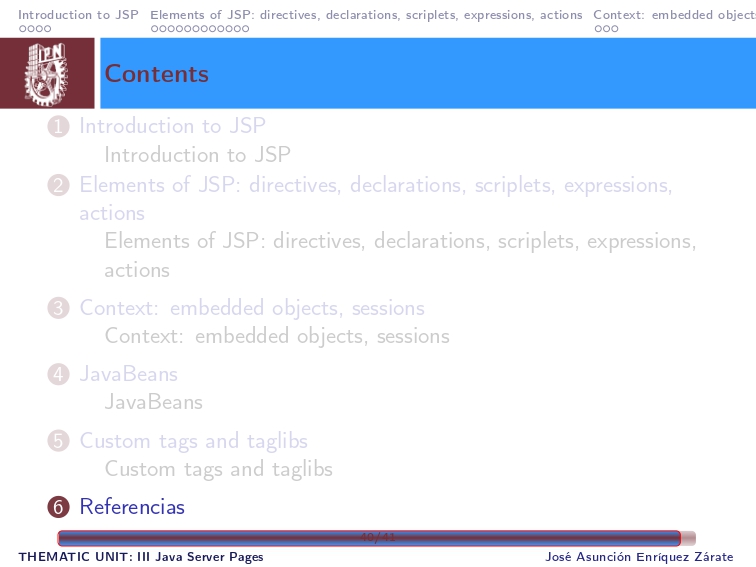 Introduction to JSP Elements of JSP: directives, declarations, scriplets, expressions, actions Context: embedded objects
IPN
Contents
1 Introduction to JSP
Introduction to JSP
2 Elements of JSP: directives, declarations, scriplets, expressions,
actions
Elements of JSP: directives, declarations, scriplets, expressions,
actions
3 Context: embedded objects, sessions
Context: embedded objects, sessions
4 JavaBeans
JavaBeans
5 Custom tags and taglibs
Custom tags and taglibs
6 Referencias
40/41
THEMATIC UNIT: III Java Server Pages José Asunción Enríquez Zárate